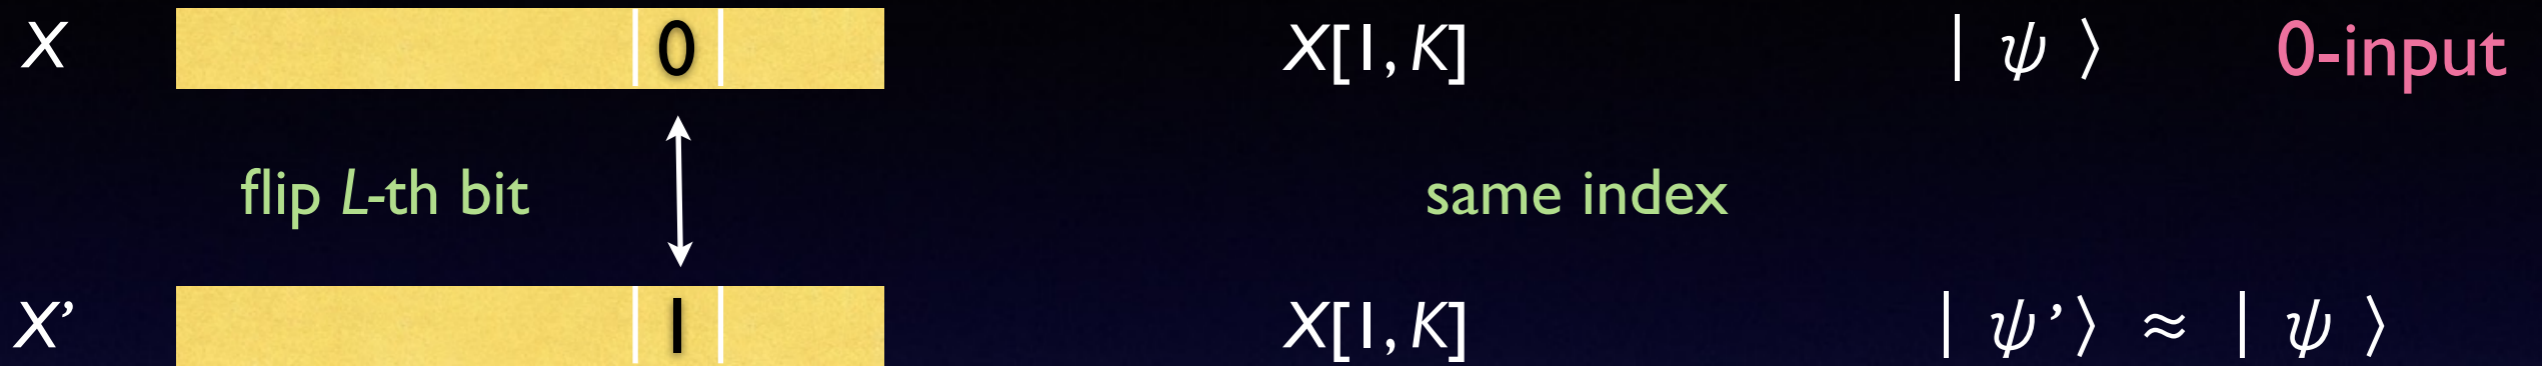 X 0 X[1, K] | ψ ⟩ 0-input
flip L-th bit same index
X’ 1 X[1, K] | ψ’⟩ ≈ | ψ ⟩